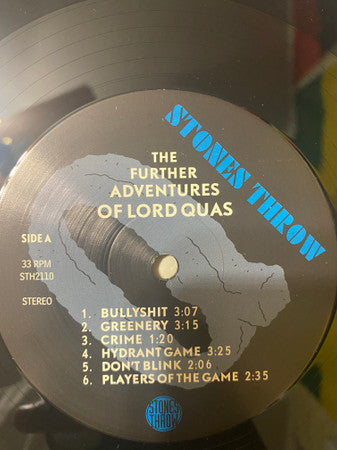 STONES THROW
THE
FURTHER
ADVENTURES
OF LORD QUAS
SIDE A
33 RPM
STH2110
STEREO
1. BULLYSHIT 3:07
2. GREENERY 3:15
3. CRIME 1:20
4. HYDRANT GAME 3:25
5. DON'T BLINK 2:06
6. PLAYERS OF THE GAME 2:35
STONES
THROW